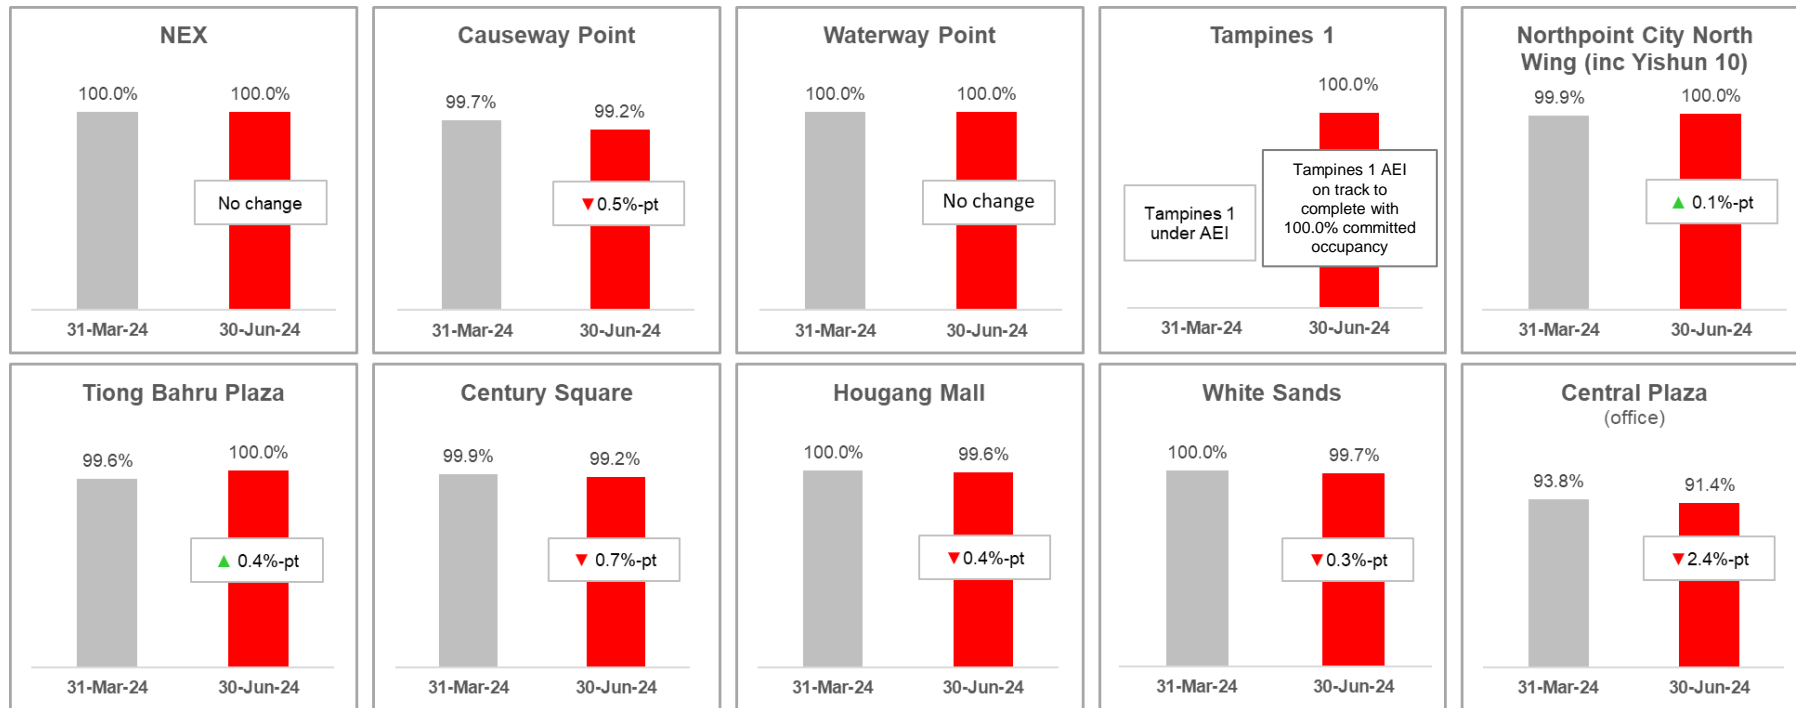 NEX
100.0%
100.0%
No change
31-Mar-24
30-Jun-24
Causeway Point
99.7%
99.2%
▼0.5%-pt
31-Mar-24
30-Jun-24
Waterway Point
100.0%
100.0%
No change
31-Mar-24
30-Jun-24
Tampines 1
100.0%
Tampines 1
under AEI
Tampines 1 AEI
on track to
complete with
100.0% committed
occupancy
31-Mar-24
30-Jun-24
Northpoint City North
Wing (inc Yishun 10)
99.9%
100.0%
▲ 0.1%-pt
31-Mar-24
30-Jun-24
Tiong Bahru Plaza
99.6%
100.0%
▲ 0.4%-pt
31-Mar-24
30-Jun-24
Century Square
99.9%
99.2%
▼ 0.7%-pt
31-Mar-24
30-Jun-24
Hougang Mall
100.0%
99.6%
▼0.4%-pt
31-Mar-24
30-Jun-24
White Sands
100.0%
99.7%
▼0.3%-pt
31-Mar-24
30-Jun-24
Central Plaza
(office)
93.8%
91.4%
▼2.4%-pt
31-Mar-24
30-Jun-24